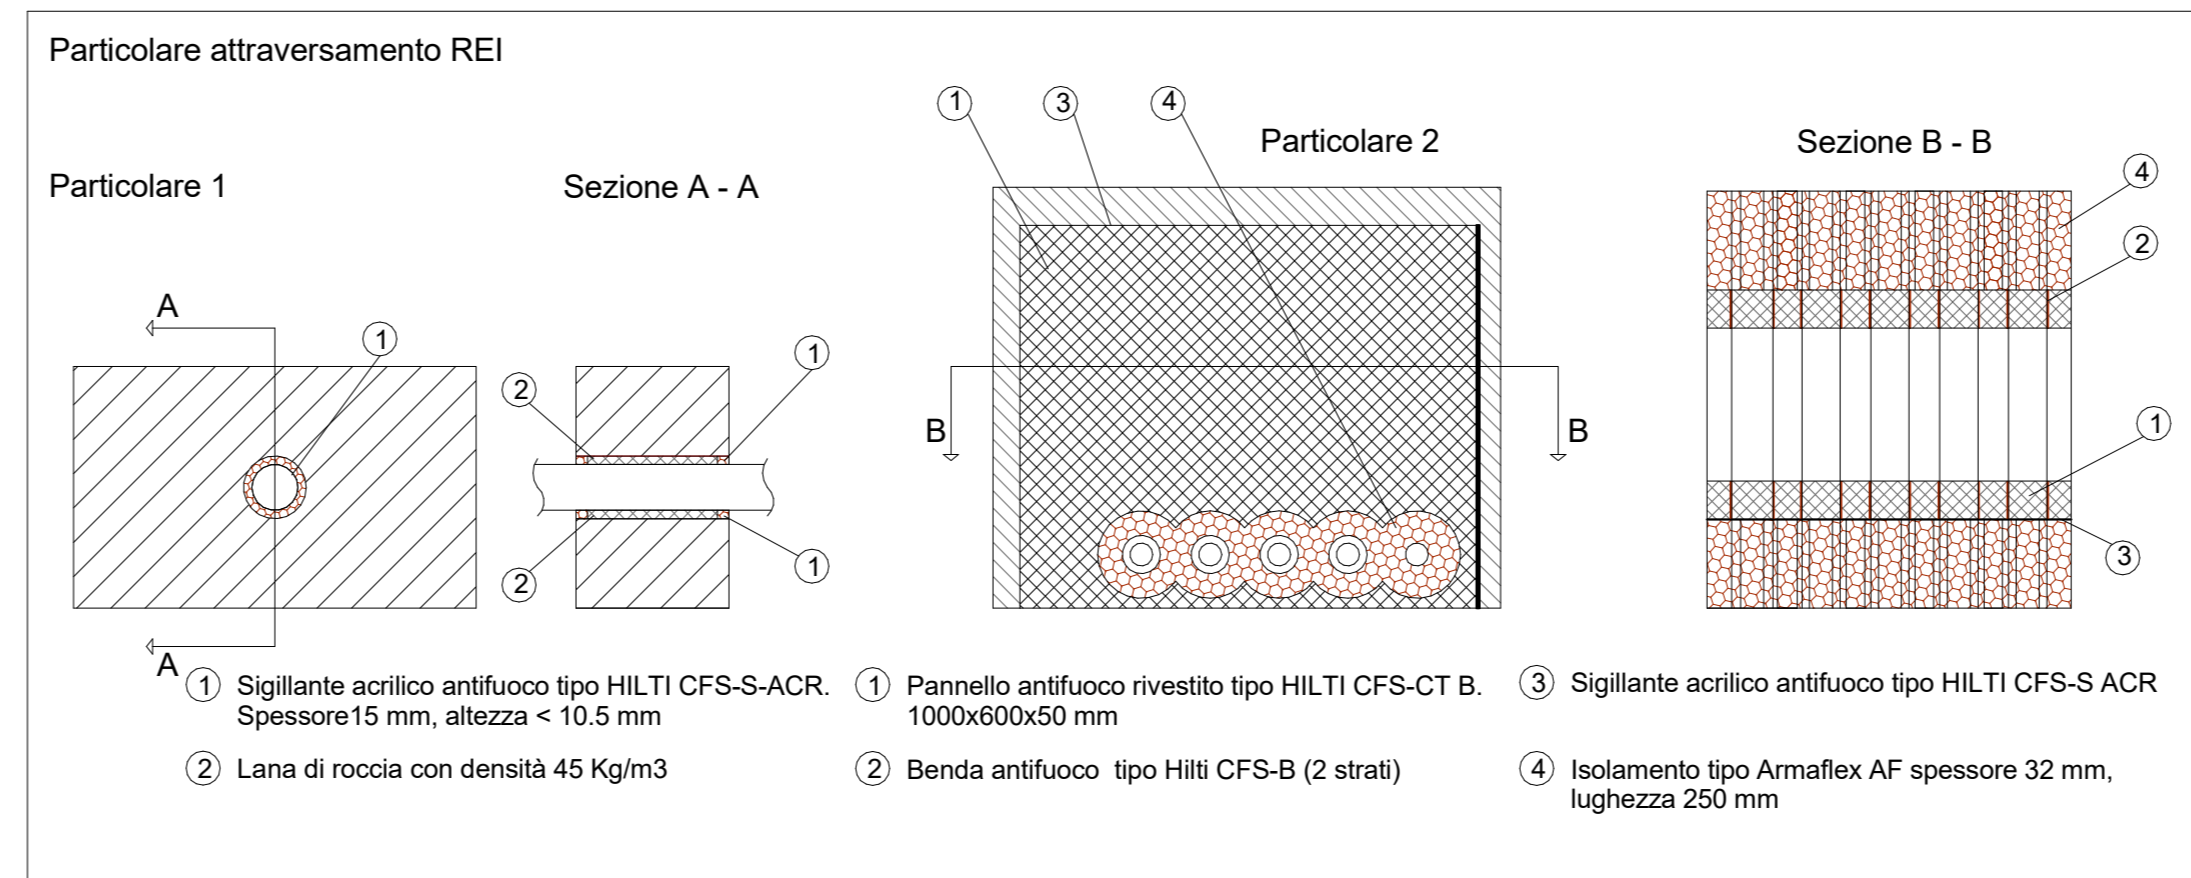 Particolare attraversamento REI
1
3
4
Particolare 2
Sezione B - B
4
Particolare 1
Sezione A - A
2
A
1
1
2
B
B
1
3
2
1
A
1 Sigillante acrilico antifuoco tipo HILTI CFS-S-ACR.
Spessore15 mm, altezza < 10.5 mm
2 Lana di roccia con densità 45 Kg/m3
1 Pannello antifuoco rivestito tipo HILTI CFS-CT B.
1000x600x50 mm
2 Benda antifuoco tipo Hilti CFS-B (2 strati)
3 Sigillante acrilico antifuoco tipo HILTI CFS-S ACR
4 Isolamento tipo Armaflex AF spessore 32 mm,
lughezza 250 mm